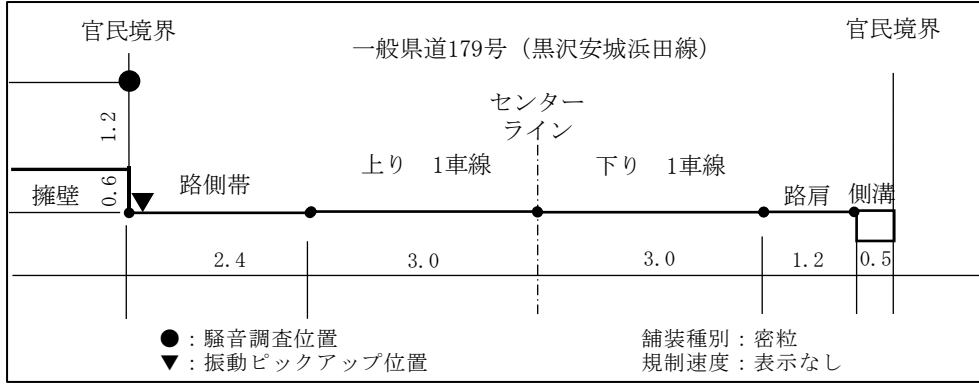 官民境界
官民境界
一般県道179号（黒沢安城浜田線）
センター
ライン
1.2
上り　1車線
下り　1車線
擁壁
0.6
路側帯
路肩
側溝
2.4
3.0
3.0
1.2
0.5
●：騒音調査位置
舗装種別：密粒
▼：振動ピックアップ位置
規制速度：表示なし